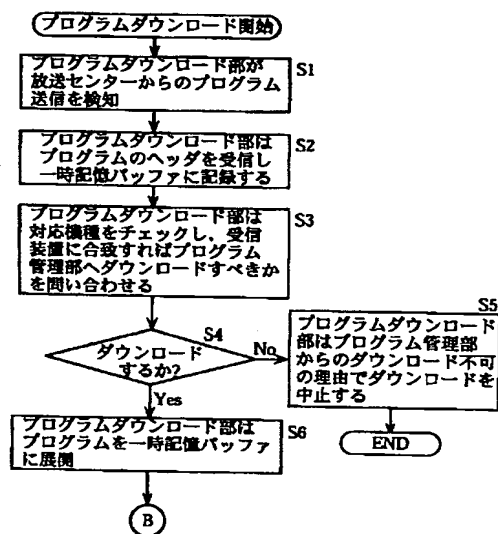 プログラムダウンロード開始
プログラムダウンロード部が
放送センターからのプログラム
送信を検知
S1
プログラムダウンロード部は
プログラムのヘッダを受信し
一時記憶バッファに記録する
S2
プログラムダウンロード部は
対応機種をチェックし、受信
装置に合致すればプログラム
管理部へダウンロードすべきか
を問い合わせる
S3
S4
ダウンロード
するか?
No
Yes
S5
プログラムダウンロード
部はプログラム管理部
からのダウンロード不可
の理由でダウンロードを
中止する
END
プログラムダウンロード部は
プログラムを一時記憶バッファ
に展開
S6
B